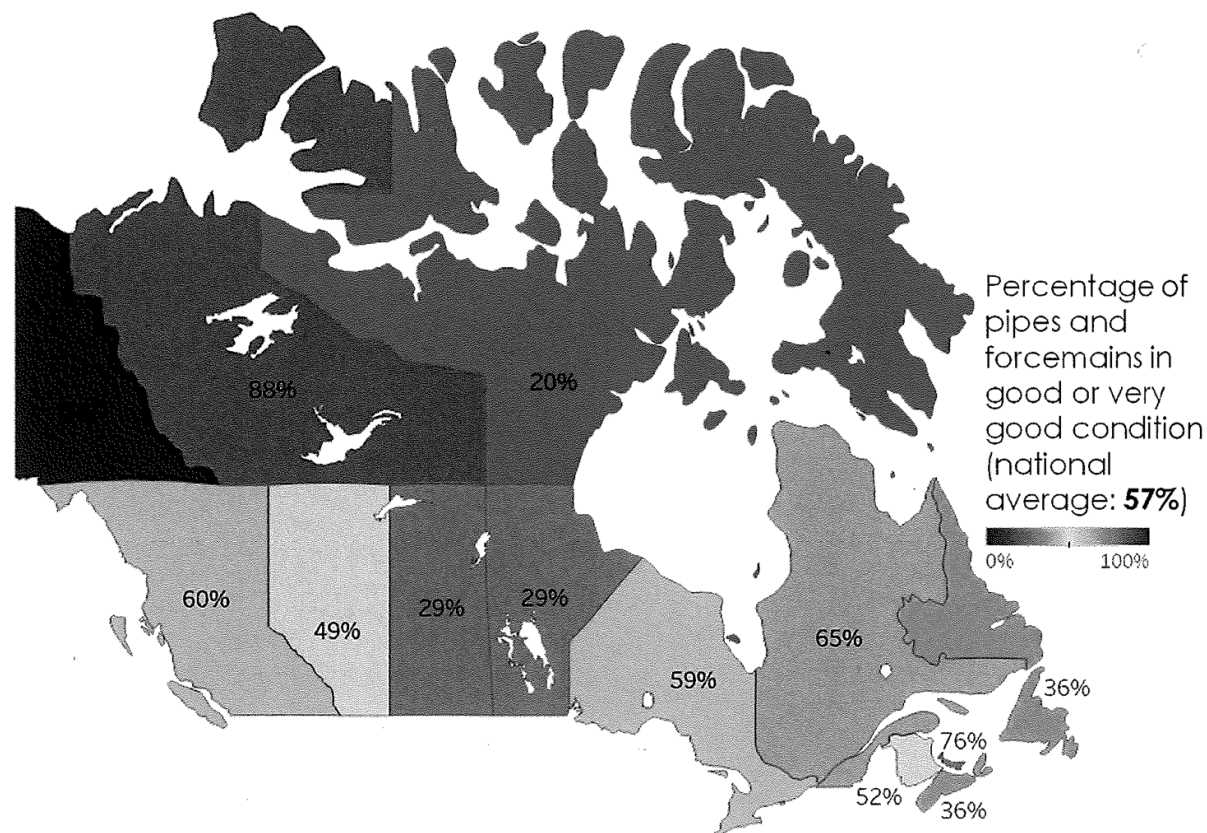 88%
20%
Percentage of
pipes and
forcemains in
good or very
good condition
(national
average: 57%)
0% 100%
60%
49%
29%
29%
59%
65%
36%
76%
52%
36%